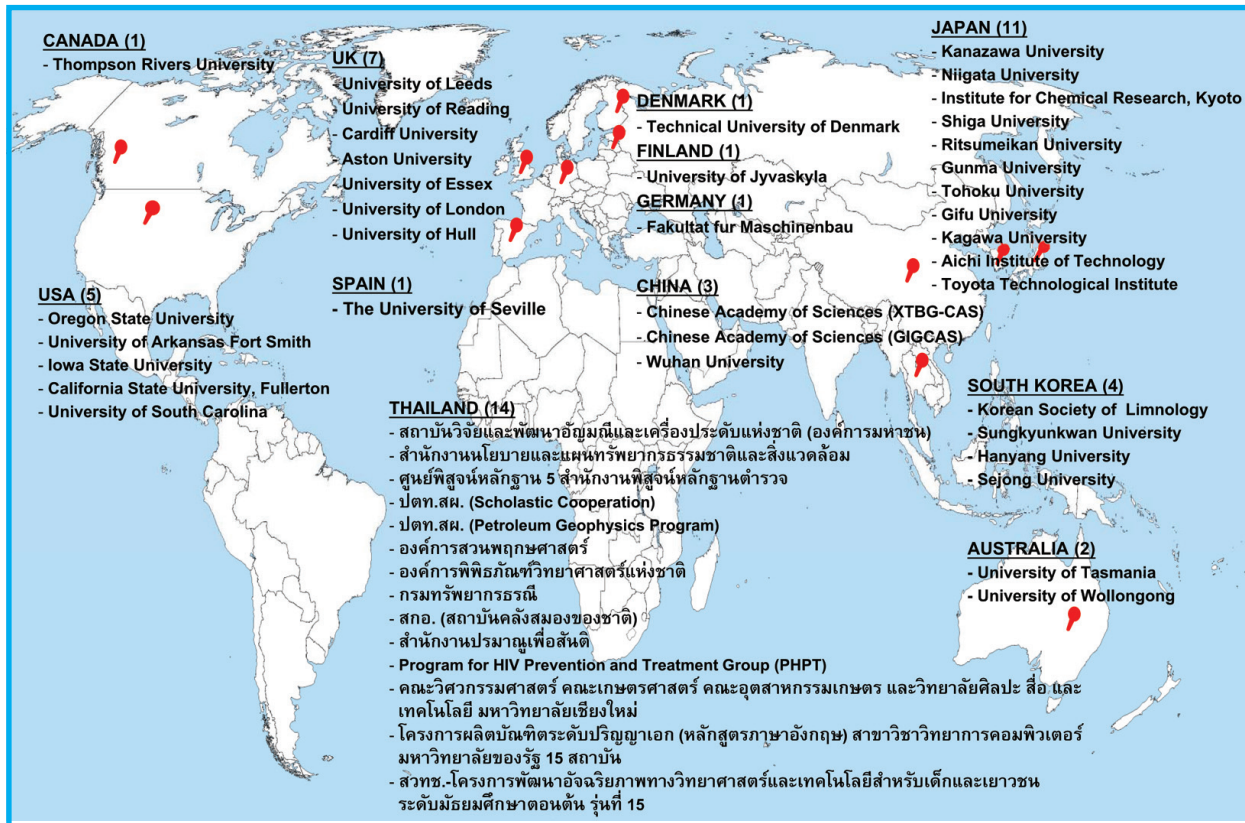 CANADA (1)
- Thompson Rivers University
UK (7)
- University of Leeds
- University of Reading
- Cardiff University
- Aston University
- University of Essex
- University of London
- University of Hull
DENMARK (1)
- Technical University of Denmark
FINLAND (1)
- University of Jyvaskyla
GERMANY (1)
- Fakultat fur Maschinenbau
JAPAN (11)
- Kanazawa University
- Niigata University
- Institute for Chemical Research, Kyoto
- Shiga University
- Ritsumeikan University
- Gunma University
- Tohoku University
- Gifu University
- Kagawa University
- Aichi Institute of Technology
- Toyota Technological Institute
USA (5)
- Oregon State University
- University of Arkansas Fort Smith
- Iowa State University
- California State University, Fullerton
- University of South Carolina
SPAIN (1)
- The University of Seville
CHINA (3)
- Chinese Academy of Sciences (XTBG-CAS)
- Chinese Academy of Sciences (GIGCAS)
- Wuhan University
THAILAND (14)
- สถาบันวิจัยและพัฒนาอัญมณีและเครื่องประดับแห่งชาติ (องค์การมหาชน)
- สำนักงานนโยบายและแผนทรัพยากรธรรมชาติและสิ่งแวดล้อม
- ศูนย์พิสูจน์หลักฐาน 5 สำนักงานพิสูจน์หลักฐานตำรวจ
- ปตท.สผ. (Scholastic Cooperation)
- ปตท.สผ. (Petroleum Geophysics Program)
- องค์การสวนพฤกษศาสตร์
- องค์การพิพิธภัณฑ์วิทยาศาสตร์แห่งชาติ
- กรมทรัพยากรธรณี
- สกอ. (สถาบันคลังสมองของชาติ)
- สำนักงานปรมาณูเพื่อสันติ
- Program for HIV Prevention and Treatment Group (PHPT)
- คณะวิศวกรรมศาสตร์ คณะเกษตรศาสตร์ คณะอุตสาหกรรมเกษตร และวิทยาลัยศิลปะ สื่อ และ
เทคโนโลยี มหาวิทยาลัยเชียงใหม่
- โครงการผลิตบัณฑิตระดับปริญญาเอก (หลักสูตรภาษาอังกฤษ) สาขาวิชาวิทยาการคอมพิวเตอร์
มหาวิทยาลัยของรัฐ 15 สถาบัน
- สวทช.-โครงการพัฒนาอัจฉริยภาพทางวิทยาศาสตร์และเทคโนโลยีสำหรับเด็กและเยาวชน
ระดับมัธยมศึกษาตอนต้น รุ่นที่ 15
SOUTH KOREA (4)
- Korean Society of Limnology
- Sungkyunkwan University
- Hanyang University
- Sejong University
AUSTRALIA (2)
- University of Tasmania
- University of Wollongong